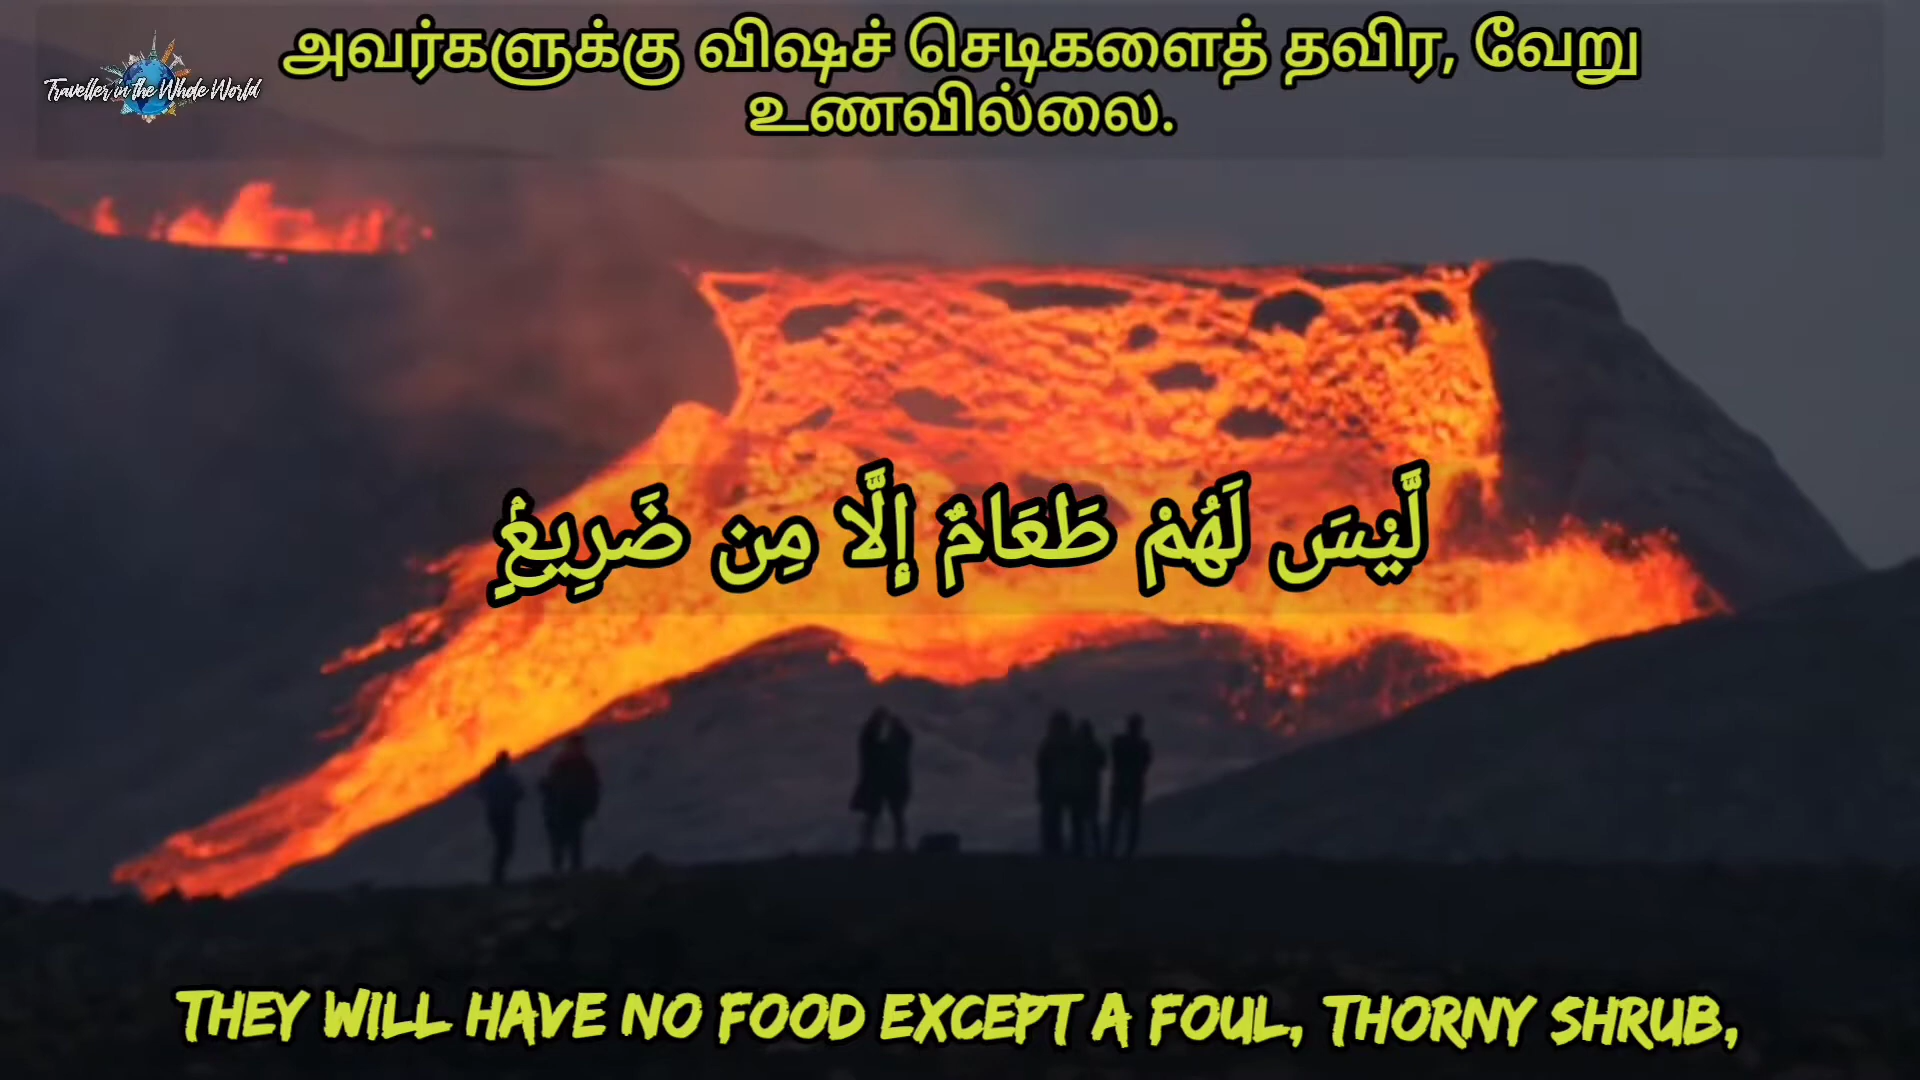 அவர்களுக்கு விஷச் செடிகளைத் தவிர, வேறு
உணவில்லை.
Traveller in the Whole World
لَّيْسَ لَهُمْ طَعَامٌ إِلَّا مِن ضَرِيعٍۢ
THEY WILL HAVE NO FOOD EXCEPT A FOUL, THORNY SHRUB,